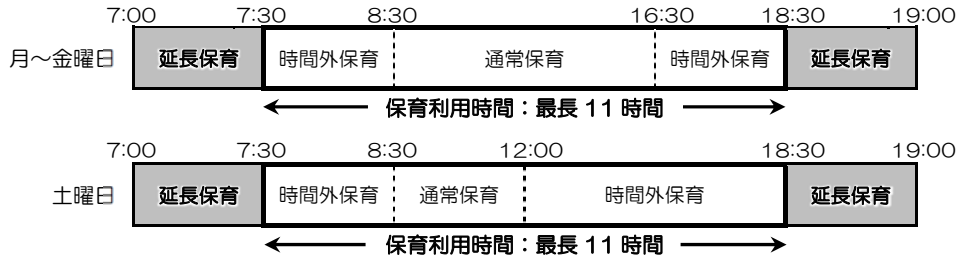 7:00 7:30 8:30 16:30 18:30 19:00
月～金曜日 延長保育 時間外保育 通常保育 時間外保育 延長保育
保育利用時間：最長 11 時間
7:00 7:30 8:30 12:00 18:30 19:00
土曜日 延長保育 時間外保育 通常保育 時間外保育 延長保育
保育利用時間：最長 11 時間